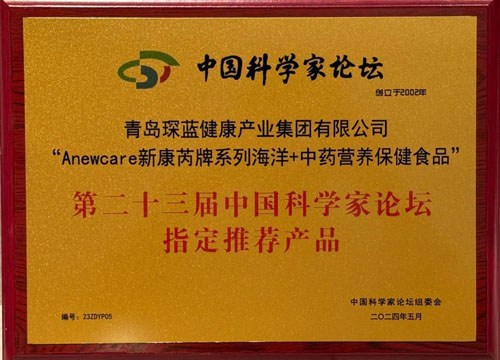 中国科学家论坛
创立于2002年
青岛琛蓝健康产业集团有限公司
“Anewcare新康芮牌系列海洋+中药营养保健食品”
第二十三届中国科学家论坛
指定推荐产品
中国科学家论坛组委会
编号：23ZDYP05
二〇二四年五月